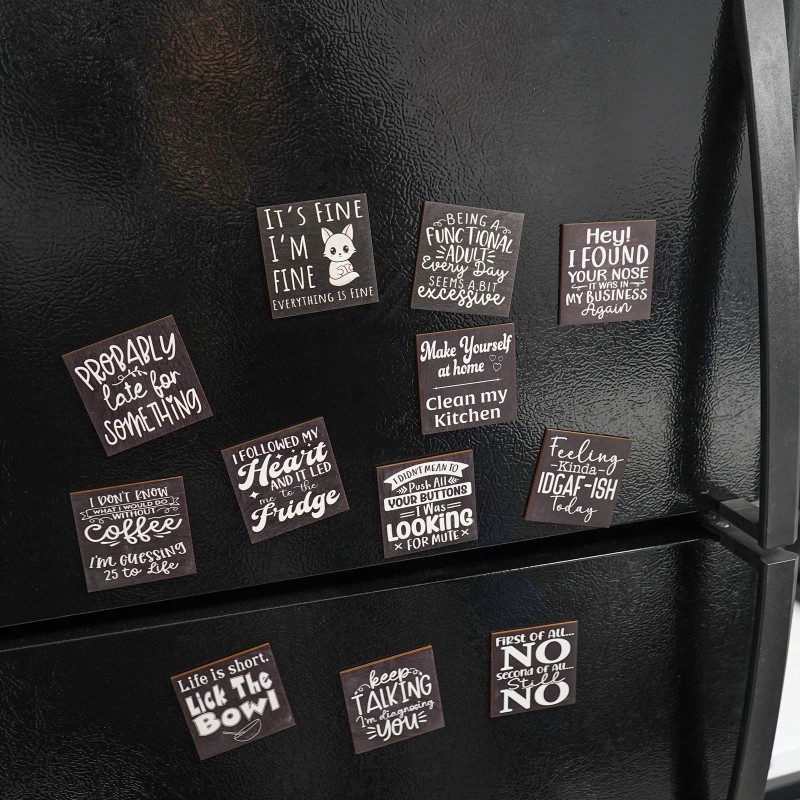 IT'S FINE
I'M
FINE
EVERYTHING IS FINE
BEING A
FUNCTIONAL
ADULT
Every Day
SEEMS A BIT
excessive
Hey!
I FOUND
YOUR NOSE
IT WAS IN
MY BUSINESS
Again
PROBABLY
late for
SOMETHING
Make Yourself
at home
Clean my
Kitchen
I FOLLOWED MY
Heart
AND IT LED
me to the
Fridge
I DIDN'T MEAN TO
Push All
YOUR BUTTONS
I Was
LOOKING
FOR MUTE
Feeling
-Kinda-
IDGAF-ISH
Today
I DON'T KNOW
WHAT I WOULD DO
WITHOUT
Coffee
I'M GUESSING
25 to Life
Life is short.
LICK THE
BOWL
keep
TALKING
I'm diagnosing
YOU
FIRST OF ALL...
NO
Second OF ALL...
Still
NO